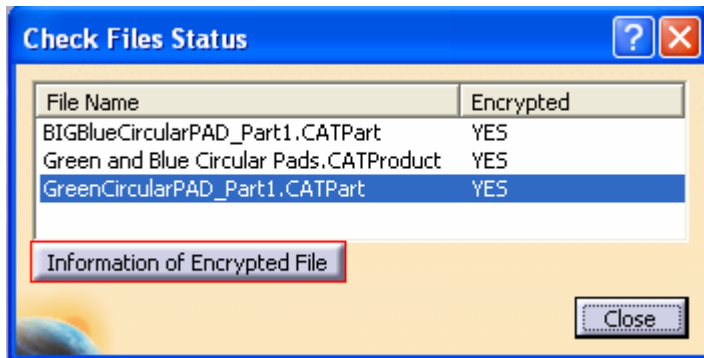 Check Files Status
File Name Encrypted
BIGBlueCircularPAD_Part1.CATPart YES
Green and Blue Circular Pads.CATProduct YES
GreenCircularPAD_Part1.CATPart YES
Information of Encrypted File
Close